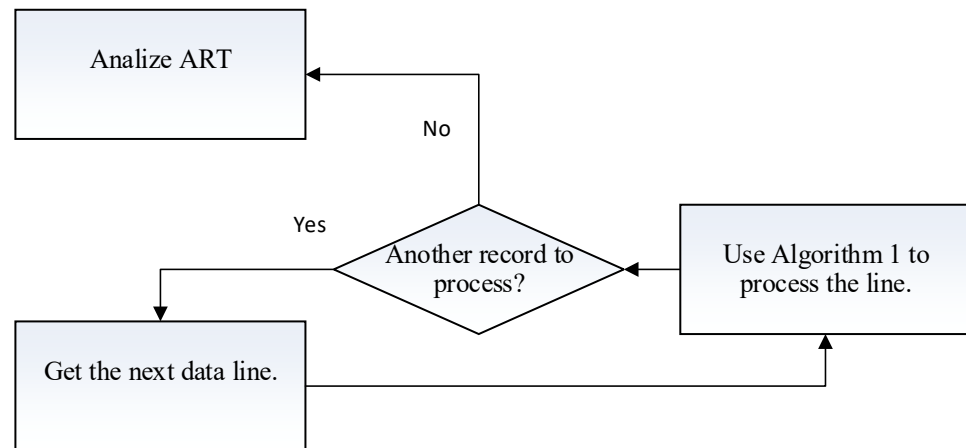 Analize ART
No
Yes
Another record to
process?
Use Algorithm 1 to
process the line.
Get the next data line.